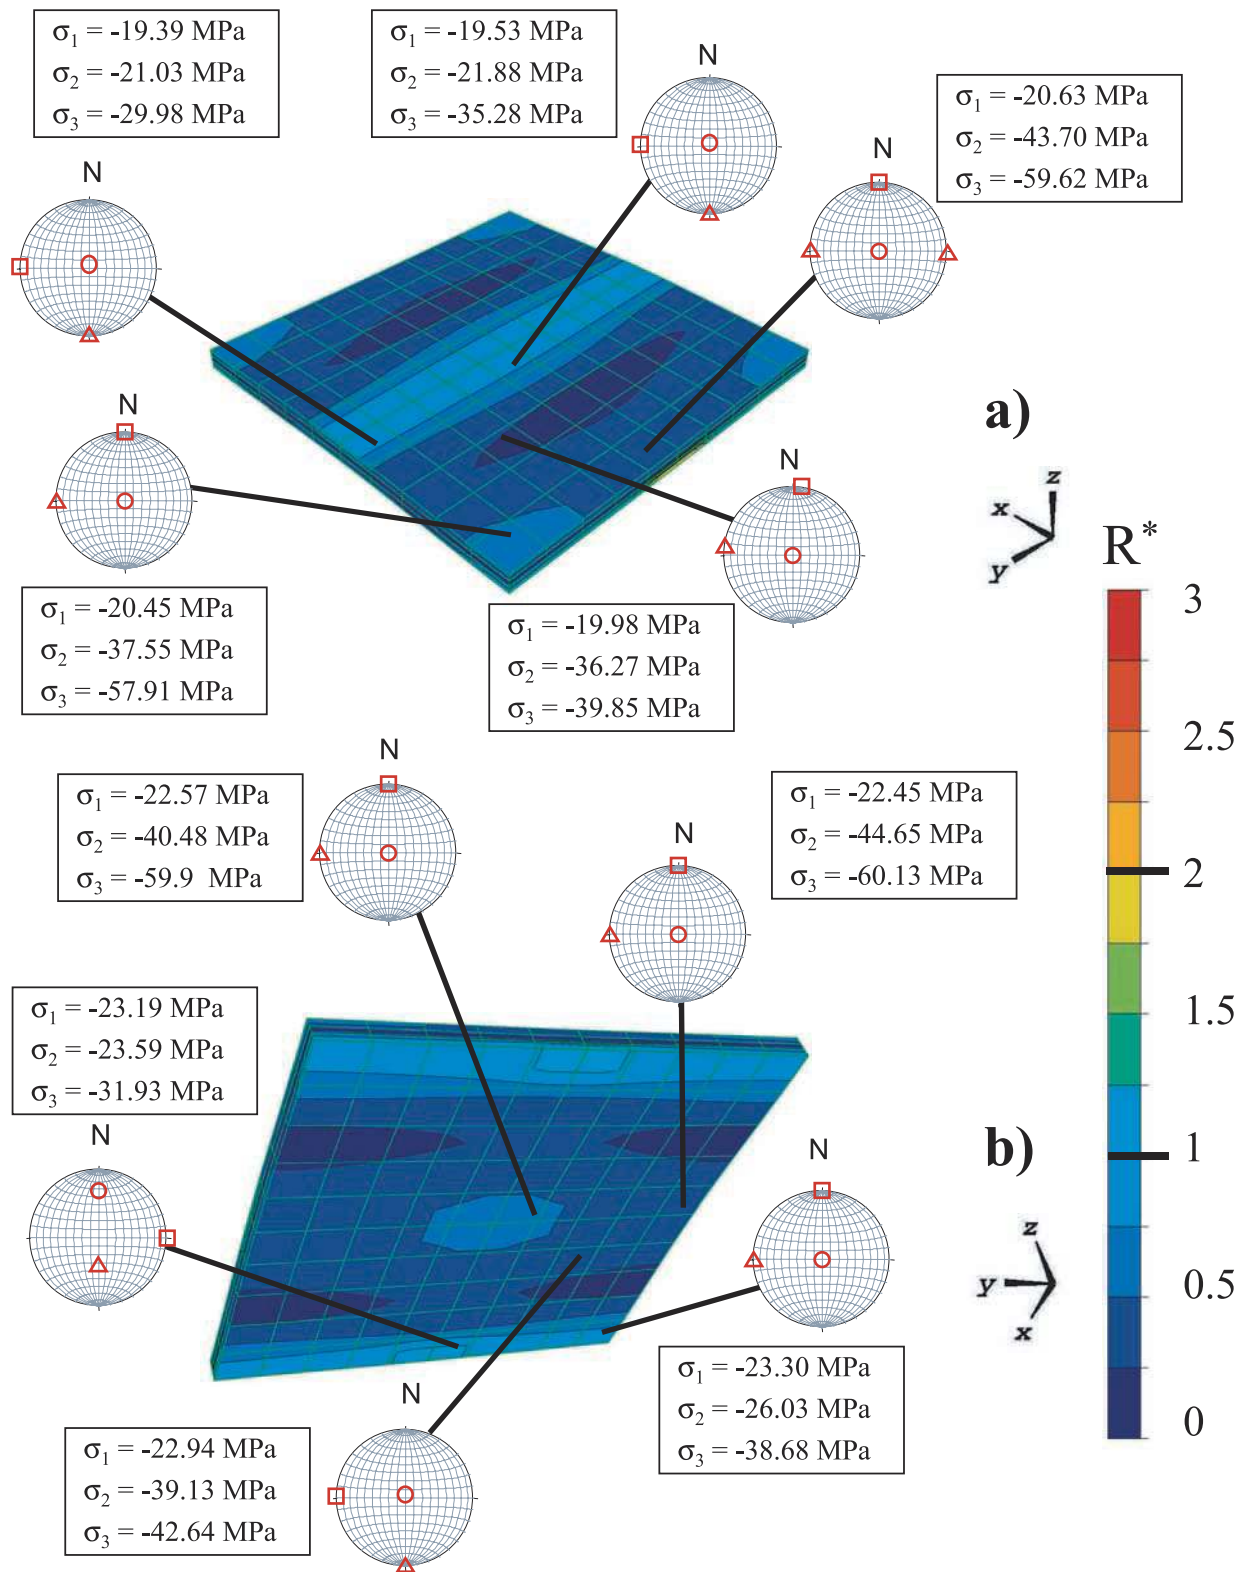 σ1 = -19.39 MPa
σ2 = -21.03 MPa
σ3 = -29.98 MPa
σ1 = -19.53 MPa
σ2 = -21.88 MPa
σ3 = -35.28 MPa
σ1 = -20.63 MPa
σ2 = -43.70 MPa
σ3 = -59.62 MPa
N
N
N
N
N
a)
z
x
y
σ1 = -20.45 MPa
σ2 = -37.55 MPa
σ3 = -57.91 MPa
σ1 = -19.98 MPa
σ2 = -36.27 MPa
σ3 = -39.85 MPa
R*
3
2.5
2
1.5
1
0.5
0
N
σ1 = -22.57 MPa
σ2 = -40.48 MPa
σ3 = -59.9 MPa
σ1 = -22.45 MPa
σ2 = -44.65 MPa
σ3 = -60.13 MPa
N
σ1 = -23.19 MPa
σ2 = -23.59 MPa
σ3 = -31.93 MPa
N
N
b)
z
y
x
σ1 = -23.30 MPa
σ2 = -26.03 MPa
σ3 = -38.68 MPa
N
σ1 = -22.94 MPa
σ2 = -39.13 MPa
σ3 = -42.64 MPa